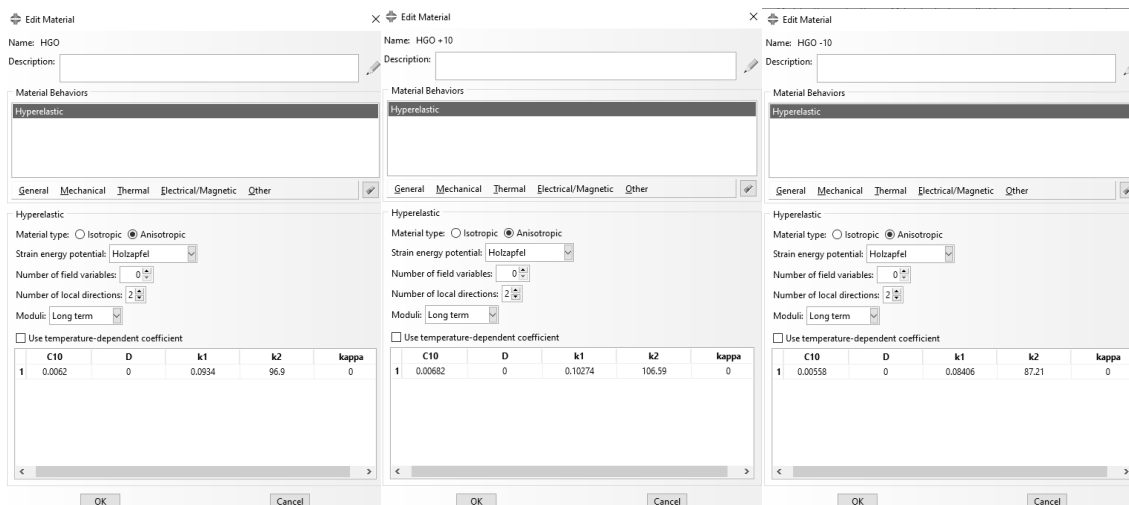 Edit Material
Name: HGO
Description:
Material Behaviors
Hyperelastic
General Mechanical Thermal Electrical/Magnetic Other
Hyperelastic
Material type: Isotropic Anisotropic
Strain energy potential: Holzapfel
Number of field variables: 0
Number of local directions: 2
Moduli: Long term
Use temperature-dependent coefficient
C10 D k1 k2 kappa
1 0.0062 0 0.0934 96.9 0
OK Cancel
Edit Material
Name: HGO +10
Description:
Material Behaviors
Hyperelastic
General Mechanical Thermal Electrical/Magnetic Other
Hyperelastic
Material type: Isotropic Anisotropic
Strain energy potential: Holzapfel
Number of field variables: 0
Number of local directions: 2
Moduli: Long term
Use temperature-dependent coefficient
C10 D k1 k2 kappa
1 0.00682 0 0.10274 106.59 0
OK Cancel
Edit Material
Name: HGO -10
Description:
Material Behaviors
Hyperelastic
General Mechanical Thermal Electrical/Magnetic Other
Hyperelastic
Material type: Isotropic Anisotropic
Strain energy potential: Holzapfel
Number of field variables: 0
Number of local directions: 2
Moduli: Long term
Use temperature-dependent coefficient
C10 D k1 k2 kappa
1 0.00558 0 0.08406 87.21 0
OK Cancel